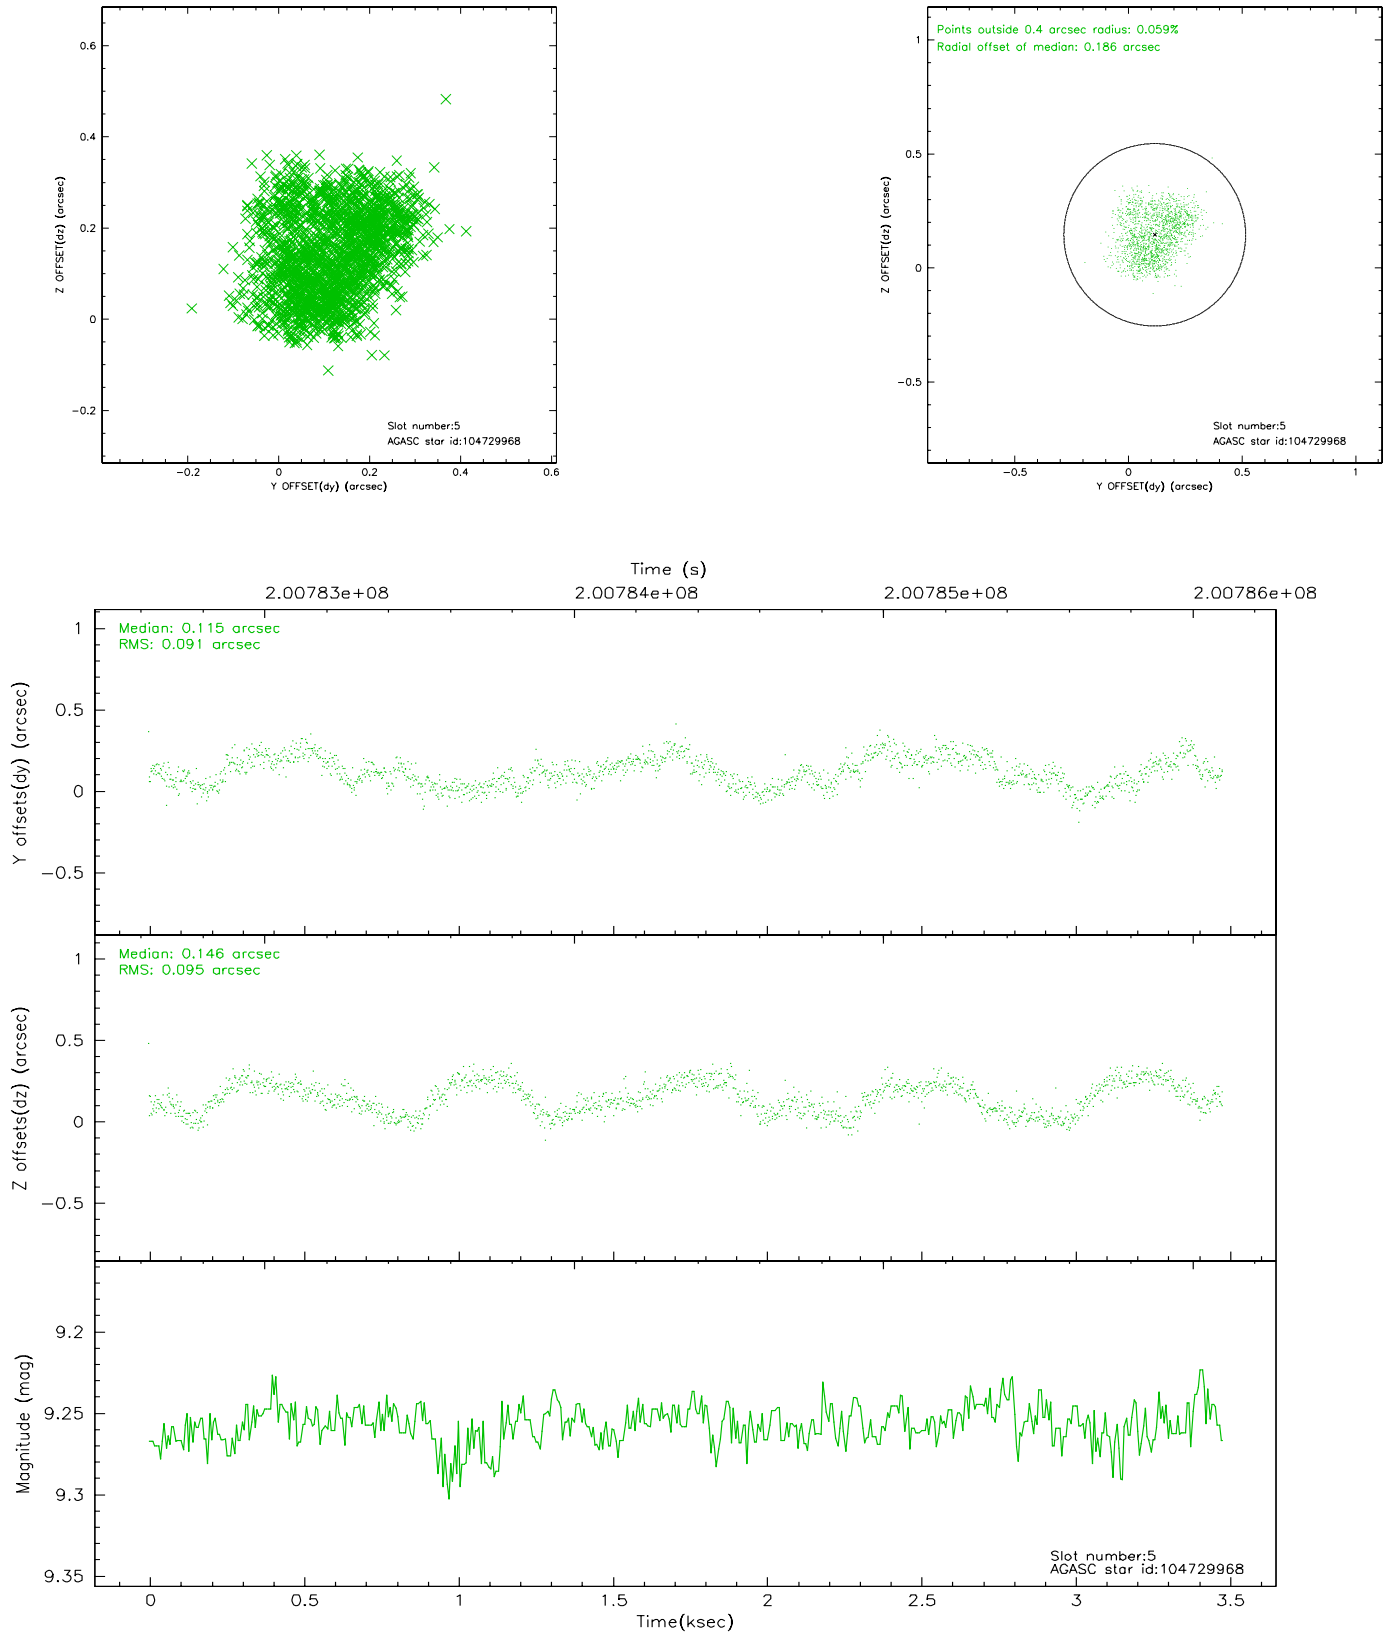 0.6
0.4
0.2
0
−0.2
Z OFFSET(dz) (arcsec)
Slot number:5
AGASC star id:104729968
−0.2 0 0.2 0.4 0.6
Y OFFSET(dy) (arcsec)
Points outside 0.4 arcsec radius: 0.059%
Radial offset of median: 0.186 arcsec
1
0.5
0
−0.5
Z OFFSET(dz) (arcsec)
Slot number:5
AGASC star id:104729968
−0.5 0 0.5 1
Y OFFSET(dy) (arcsec)
Time (s)
2.00783e+08 2.00784e+08 2.00785e+08 2.00786e+08
Median: 0.115 arcsec
RMS: 0.091 arcsec
1
0.5
0
−0.5
Y offsets(dy) (arcsec)
Median: 0.146 arcsec
RMS: 0.095 arcsec
1
0.5
0
−0.5
Z offsets(dz) (arcsec)
9.2
9.25
9.3
9.35
Magnitude (mag)
Slot number:5
AGASC star id:104729968
0 0.5 1 1.5 2 2.5 3 3.5
Time(ksec)